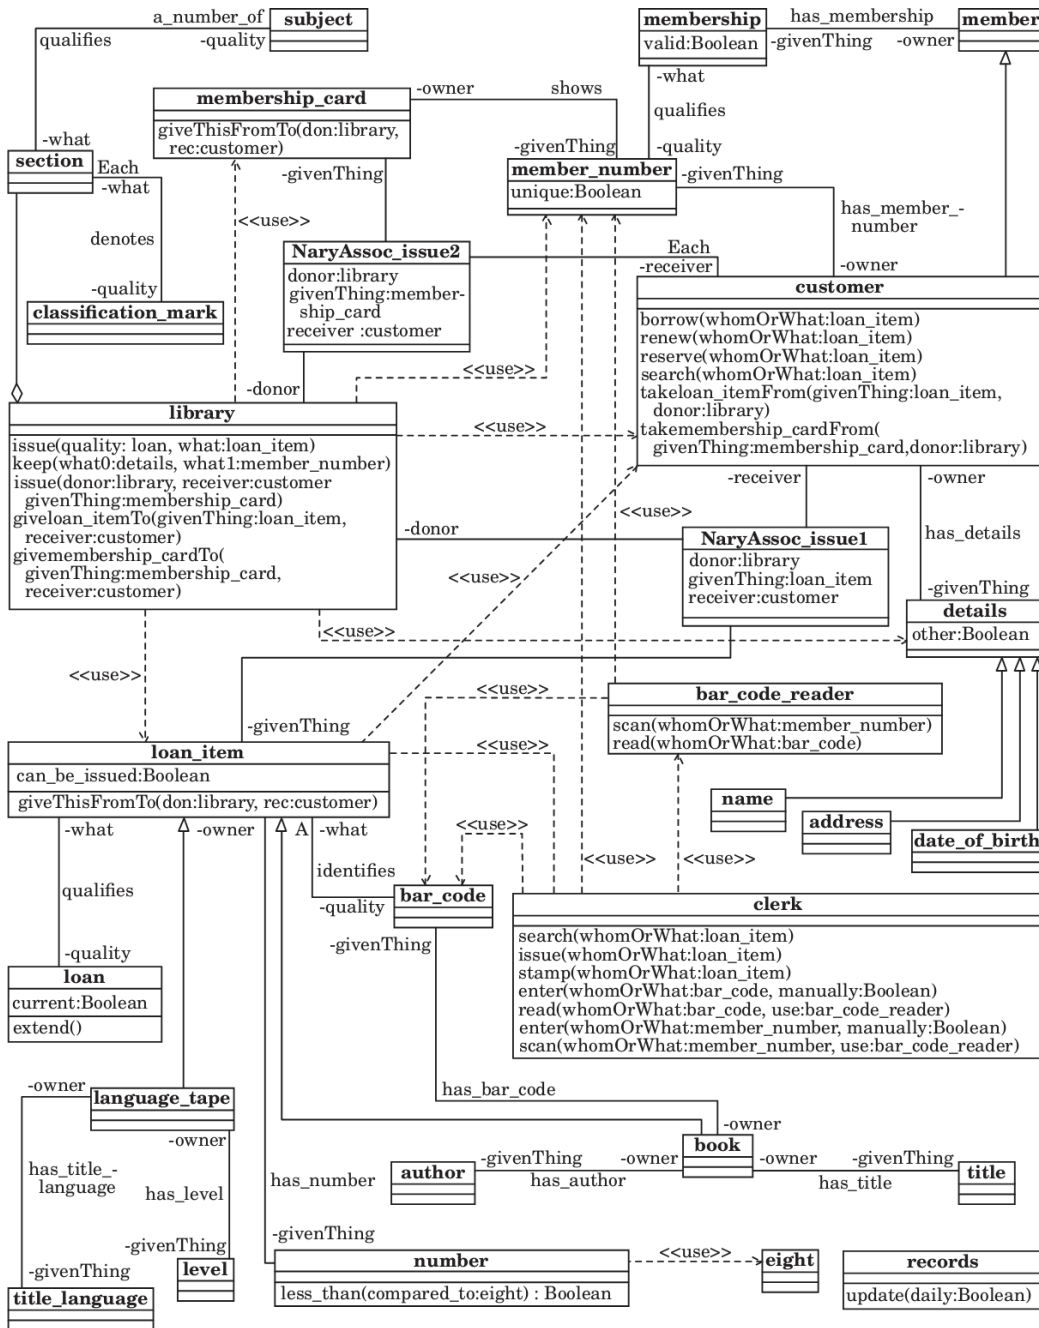 a_number_of
subject
qualifies
-quality
membership
valid:Boolean
has_membership
-givenThing
-owner
member
-what
qualifies
-quality
membership_card
giveThisFromTo(don:library,
rec:customer)
-owner
shows
-givenThing
-givenThing
-what
section
Each
-what
denotes
-quality
classification_mark
<<use>>
member_number
unique:Boolean
-givenThing
has_member_-
number
-owner
NaryAssoc_issue2
donor:library
givenThing:member-
ship_card
receiver :customer
Each
-receiver
customer
borrow(whomOrWhat:loan_item)
renew(whomOrWhat:loan_item)
reserve(whomOrWhat:loan_item)
search(whomOrWhat:loan_item)
takeloan_itemFrom(givenThing:loan_item,
donor:library)
takemembership_cardFrom(
givenThing:membership_card,donor:library)
-donor
<<use>>
library
issue(quality: loan, what:loan_item)
keep(what0:details, what1:member_number)
issue(donor:library, receiver:customer
givenThing:membership_card)
giveloan_itemTo(givenThing:loan_item,
receiver:customer)
givemembership_cardTo(
givenThing:membership_card,
receiver:customer)
<<use>>
-receiver
-owner
<<use>>
-donor
NaryAssoc_issue1
donor:library
givenThing:loan_item
receiver:customer
has_details
<<use>>
-givenThing
details
other:Boolean
<<use>>
<<use>>
<<use>>
bar_code_reader
scan(whomOrWhat:member_number)
read(whomOrWhat:bar_code)
-givenThing
loan_item
can_be_issued:Boolean
giveThisFromTo(don:library, rec:customer)
<<use>>
name
address
date_of_birth
-what
-owner
A
-what
<<use>>
<<use>>
<<use>>
qualifies
identifies
-quality
bar_code
-givenThing
-quality
loan
current:Boolean
extend()
clerk
search(whomOrWhat:loan_item)
issue(whomOrWhat:loan_item)
stamp(whomOrWhat:loan_item)
enter(whomOrWhat:bar_code, manually:Boolean)
read(whomOrWhat:bar_code, use:bar_code_reader)
enter(whomOrWhat:member_number, manually:Boolean)
scan(whomOrWhat:member_number, use:bar_code_reader)
-owner
language_tape
has_bar_code
-owner
-owner
book
has_title_-
language
has_level
has_number
author
-givenThing
-owner
has_author
-owner
-givenThing
has_title
title
-givenThing
-givenThing
-givenThing
title_language
level
number
less_than(compared_to:eight) : Boolean
<<use>>
eight
records
update(daily:Boolean)